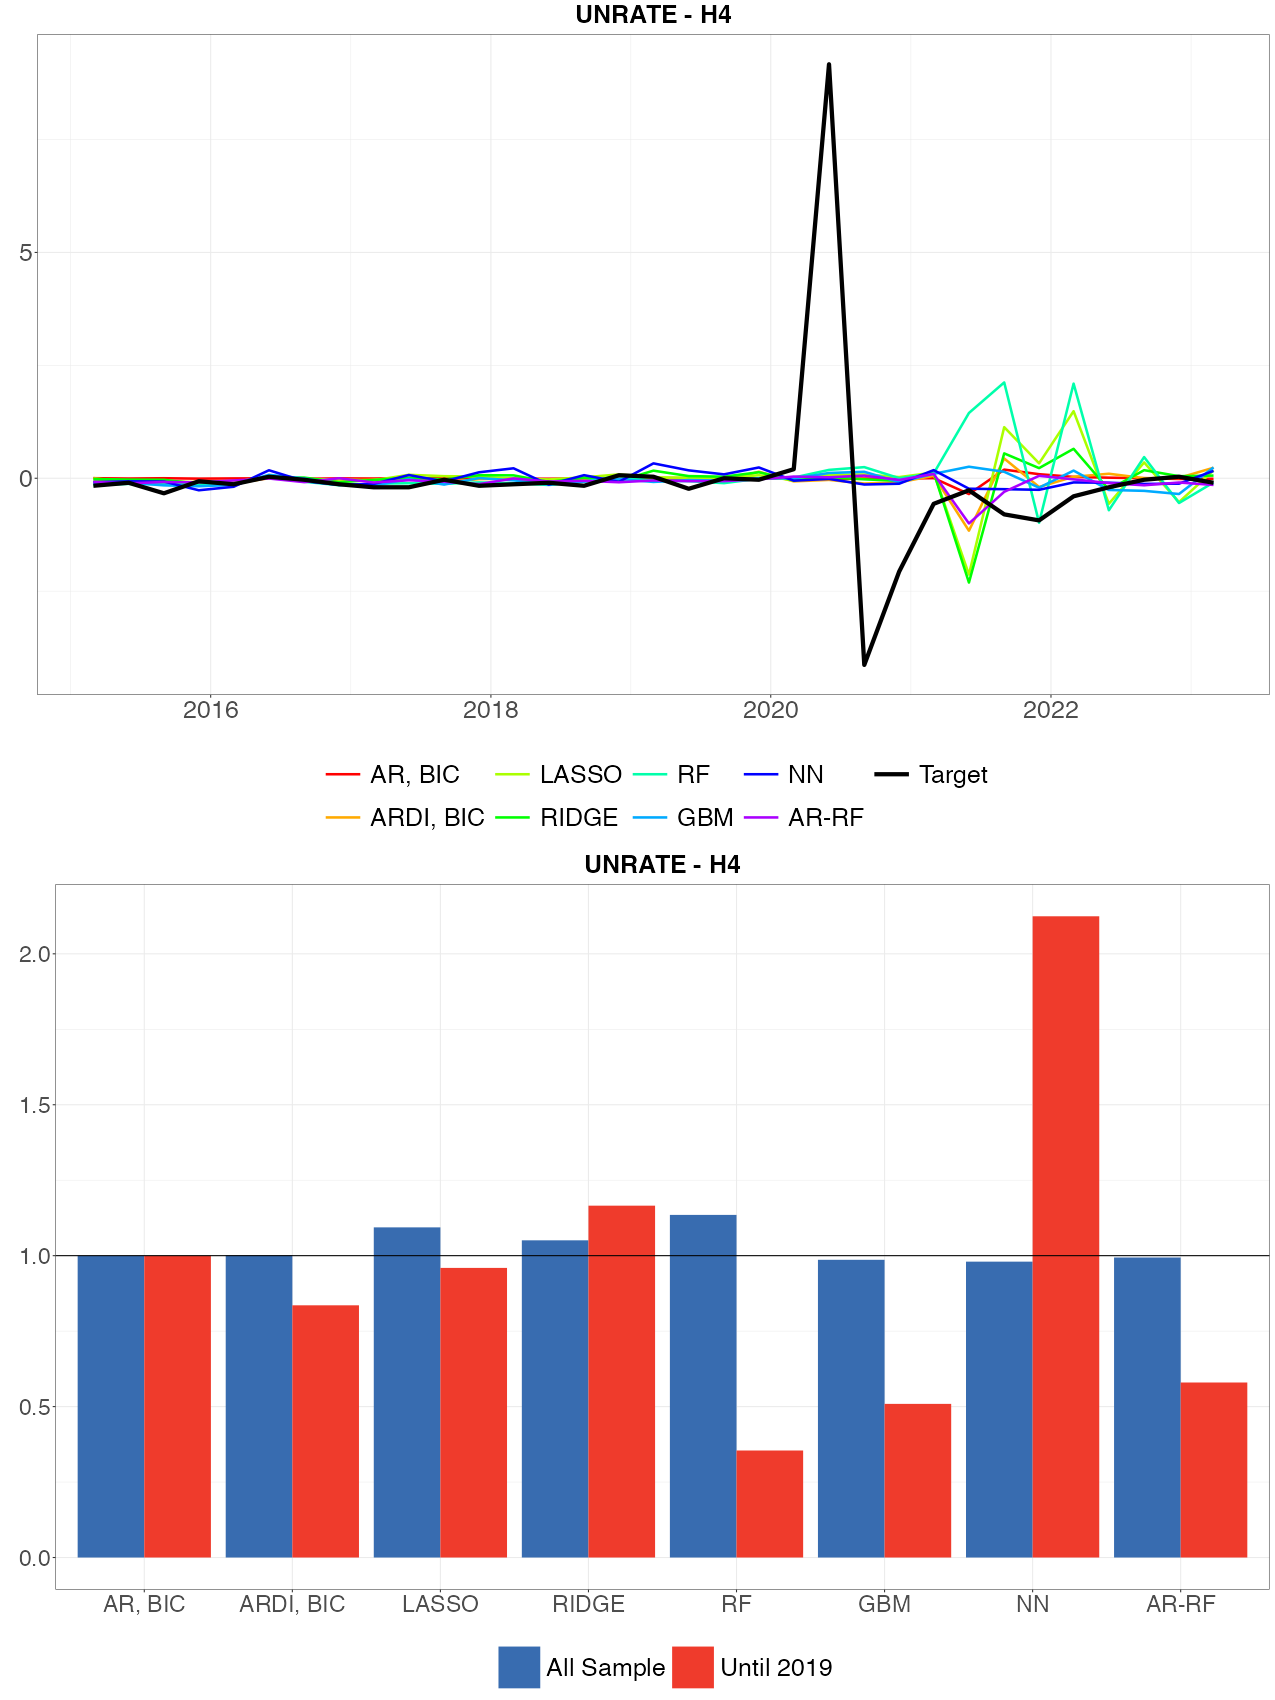 UNRATE - H4
5
0
2016 2018 2020 2022
AR, BIC LASSO RF NN Target
ARDI, BIC RIDGE GBM AR-RF
UNRATE - H4
2.0
1.5
1.0
0.5
0.0
AR, BIC ARDI, BIC LASSO RIDGE RF GBM NN AR-RF
All Sample Until 2019